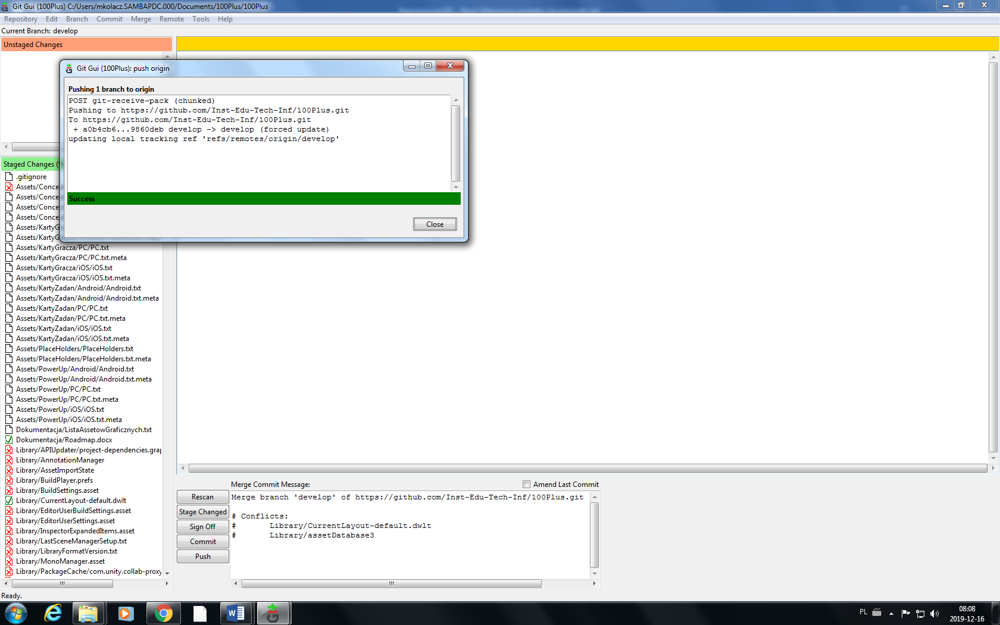 Git Gui (100Plus) C:/Users/mkolacz.SAMBAPDC.000/Documents/100Plus/100Plus
Repository Edit Branch Commit Merge Remote Tools Help
Current Branch: develop
Unstaged Changes
Git Gui (100Plus): push origin
Pushing 1 branch to origin
POST git-receive-pack (chunked)
Pushing to https://github.com/Inst-Edu-Tech-Inf/100Plus.git
To https://github.com/Inst-Edu-Tech-Inf/100Plus.git
+ a0b4cb6...9860deb develop -> develop (forced update)
updating local tracking ref 'refs/remotes/origin/develop'
Success
Close
Staged Changes (
.gitignore
Assets/Conce
Assets/Conce
Assets/Conce
Assets/Conce
Assets/KartyG
Assets/KartyG
Assets/KartyGracza/PC/PC.txt
Assets/KartyGracza/PC/PC.txt.meta
Assets/KartyGracza/iOS/iOS.txt
Assets/KartyGracza/iOS/iOS.txt.meta
Assets/KartyZadan/Android/Android.txt
Assets/KartyZadan/Android/Android.txt.meta
Assets/KartyZadan/PC/PC.txt
Assets/KartyZadan/PC/PC.txt.meta
Assets/KartyZadan/iOS/iOS.txt
Assets/KartyZadan/iOS/iOS.txt.meta
Assets/PlaceHolders/PlaceHolders.txt
Assets/PlaceHolders/PlaceHolders.txt.meta
Assets/PowerUp/Android/Android.txt
Assets/PowerUp/Android/Android.txt.meta
Assets/PowerUp/PC/PC.txt
Assets/PowerUp/PC/PC.txt.meta
Assets/PowerUp/iOS/iOS.txt
Assets/PowerUp/iOS/iOS.txt.meta
Dokumentacja/ListaAssetowGraficznych.txt
Dokumentacja/Roadmap.docx
Library/APIUpdater/project-dependencies.grap
Library/AnnotationManager
Library/AssetImportState
Library/BuildPlayer.prefs
Library/BuildSettings.asset
Library/CurrentLayout-default.dwlt
Library/EditorUserBuildSettings.asset
Library/EditorUserSettings.asset
Library/InspectorExpandedItems.asset
Library/LastSceneManagerSetup.txt
Library/LibraryFormatVersion.txt
Library/MonoManager.asset
Library/PackageCache/com.unity.collab-proxy
Merge Commit Message:
Amend Last Commit
Rescan
Stage Changed
Sign Off
Commit
Push
Merge branch 'develop' of https://github.com/Inst-Edu-Tech-Inf/100Plus.git
# Conflicts:
# Library/CurrentLayout-default.dwlt
# Library/assetDatabase3
Ready.
PL
08:08
2019-12-16